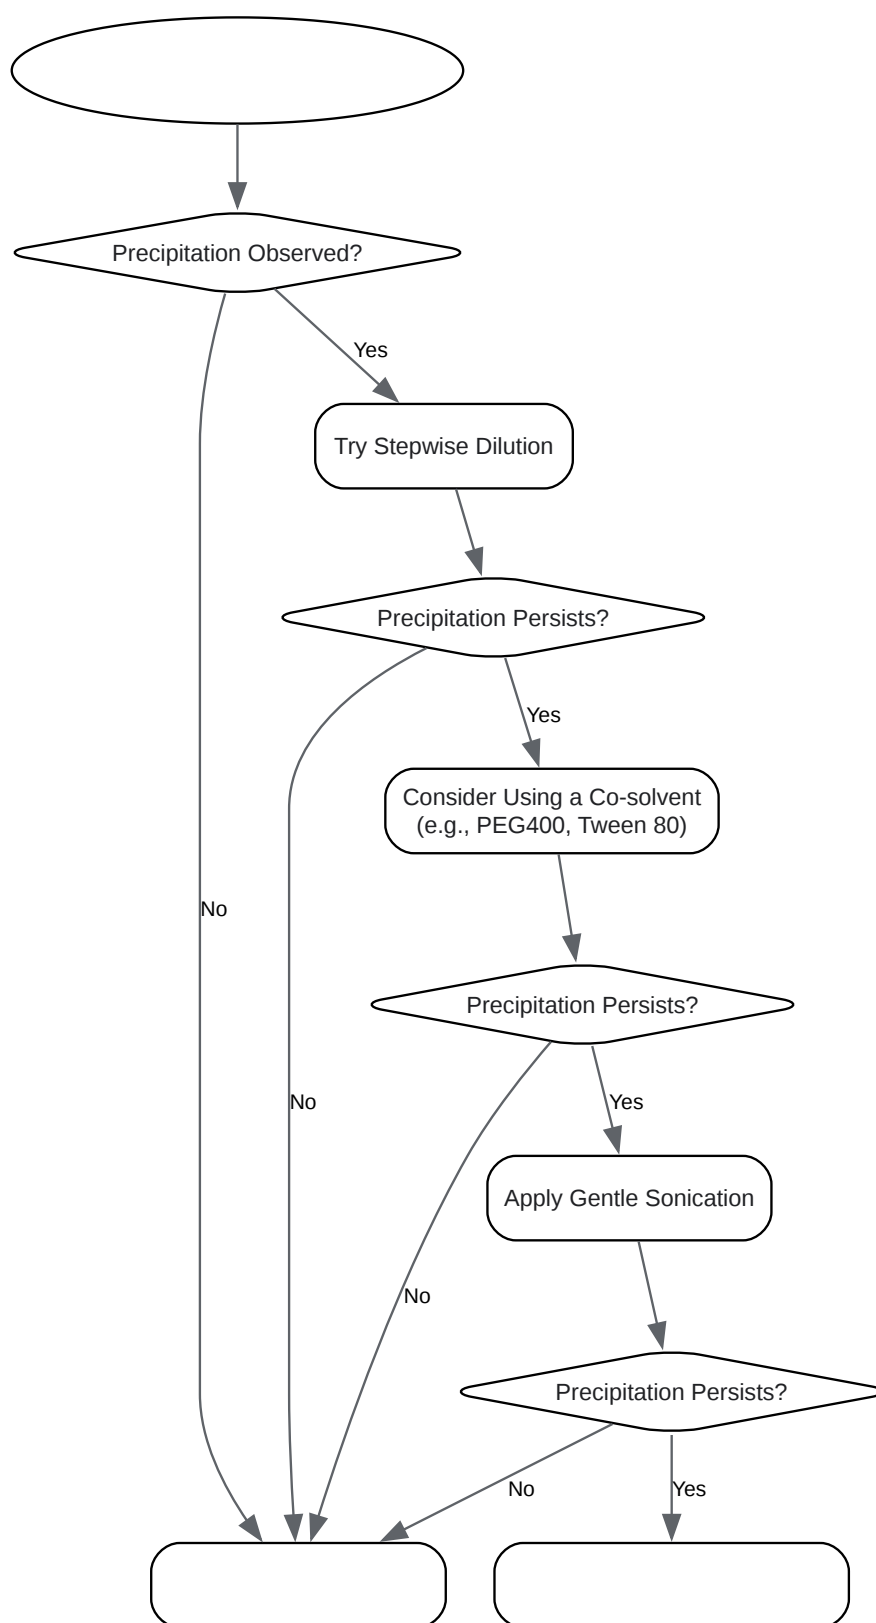 Precipitation Observed?
Yes
Try Stepwise Dilution
Precipitation Persists?
Yes
Consider Using a Co-solvent
(e.g., PEG400, Tween 80)
No
Precipitation Persists?
No
Yes
Apply Gentle Sonication
No
Precipitation Persists?
No
Yes